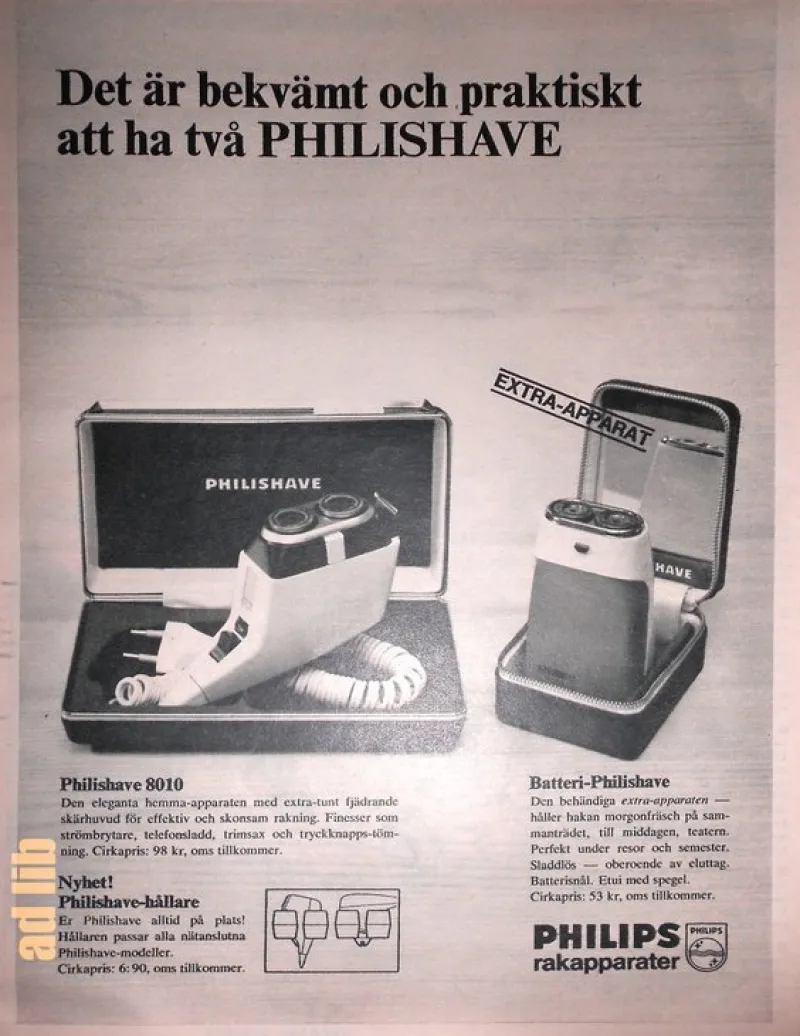 Det är bekvämt och praktiskt
att ha två PHILISHAVE
EXTRA-APPARAT
PHILISHAVE
HAVE
Philishave 8010
Den eleganta hemma-apparaten med extra-tunt fjädrande
skärhuvud för effektiv och skonsam rakning. Finesser som
strömbrytare, telefonsladd, trimsax och tryckknapps-töm-
ning. Cirkapris: 98 kr, oms tillkommer.
Nyhet!
Philishave-hållare
Er Philishave alltid på plats!
Hållaren passar alla nätanslutna
Philishave-modeller.
Cirkapris: 6:90, oms tillkommer.
Batteri-Philishave
Den behändiga extra-apparaten —
håller hakan morgonfräsch på sam-
manträdet, till middagen, teatern.
Perfekt under resor och semester.
Sladdlös — oberoende av eluttag.
Batterisnål. Etui med spegel.
Cirkapris: 53 kr, oms tillkommer.
PHILIPS
rakapparater
PHILIPS
ad lib